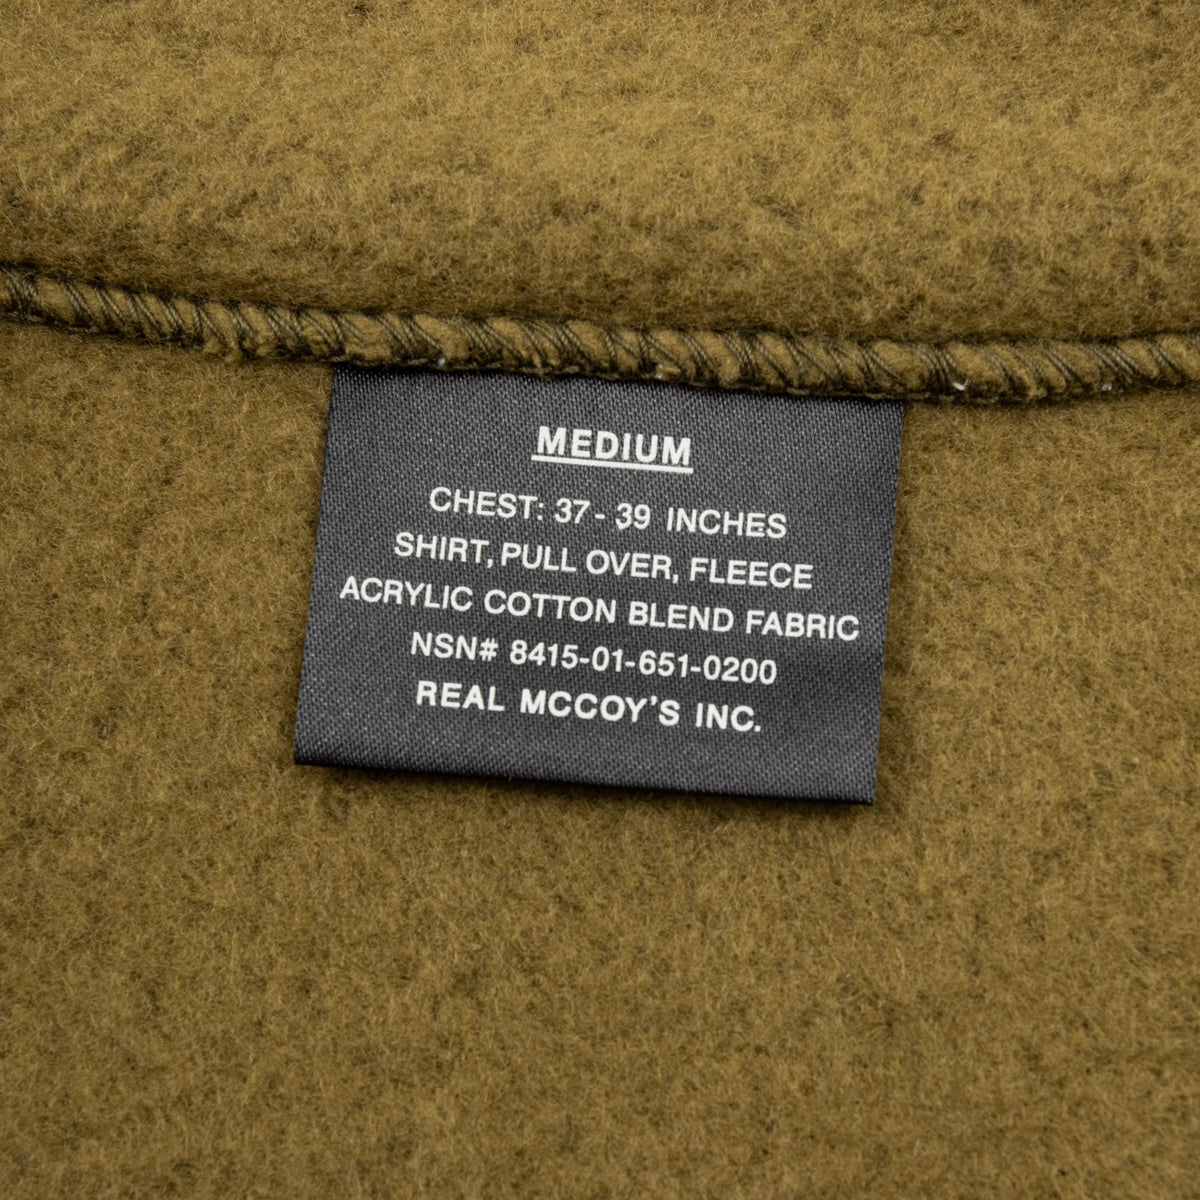 MEDIUM
CHEST: 37 - 39 INCHES
SHIRT, PULL OVER, FLEECE
ACRYLIC COTTON BLEND FABRIC
NSN# 8415-01-651-0200
REAL MCCOY'S INC.